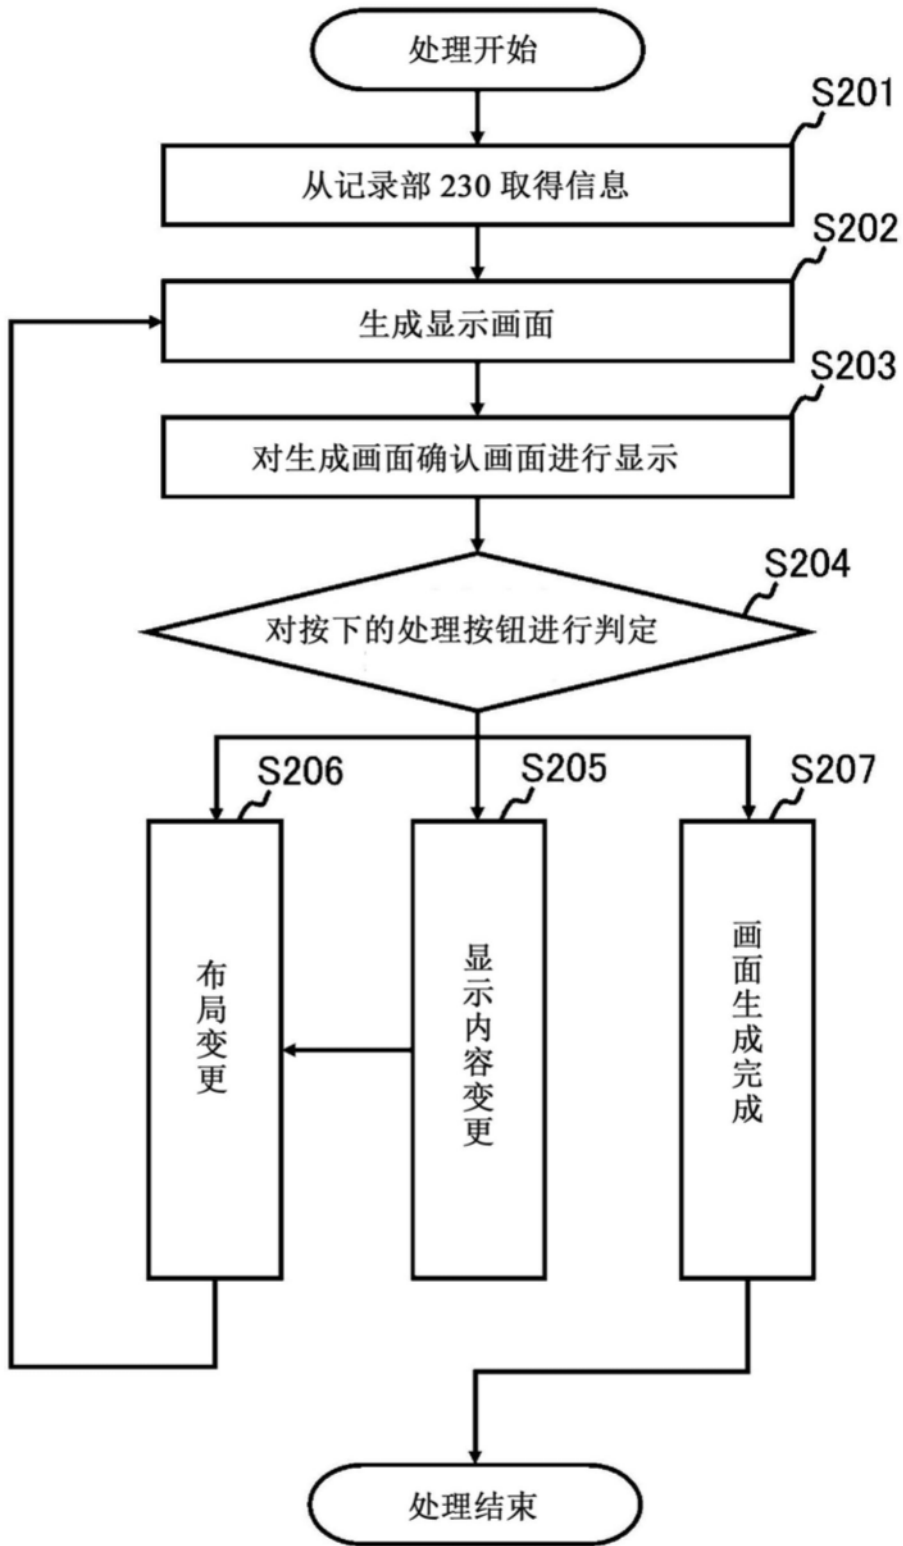 处理开始
S201
从记录部 230 取得信息
S202
生成显示画面
S203
对生成画面确认画面进行显示
S204
对按下的处理按钮进行判定
S206
S205
S207
布局变更
显示内容变更
画面生成完成
处理结束